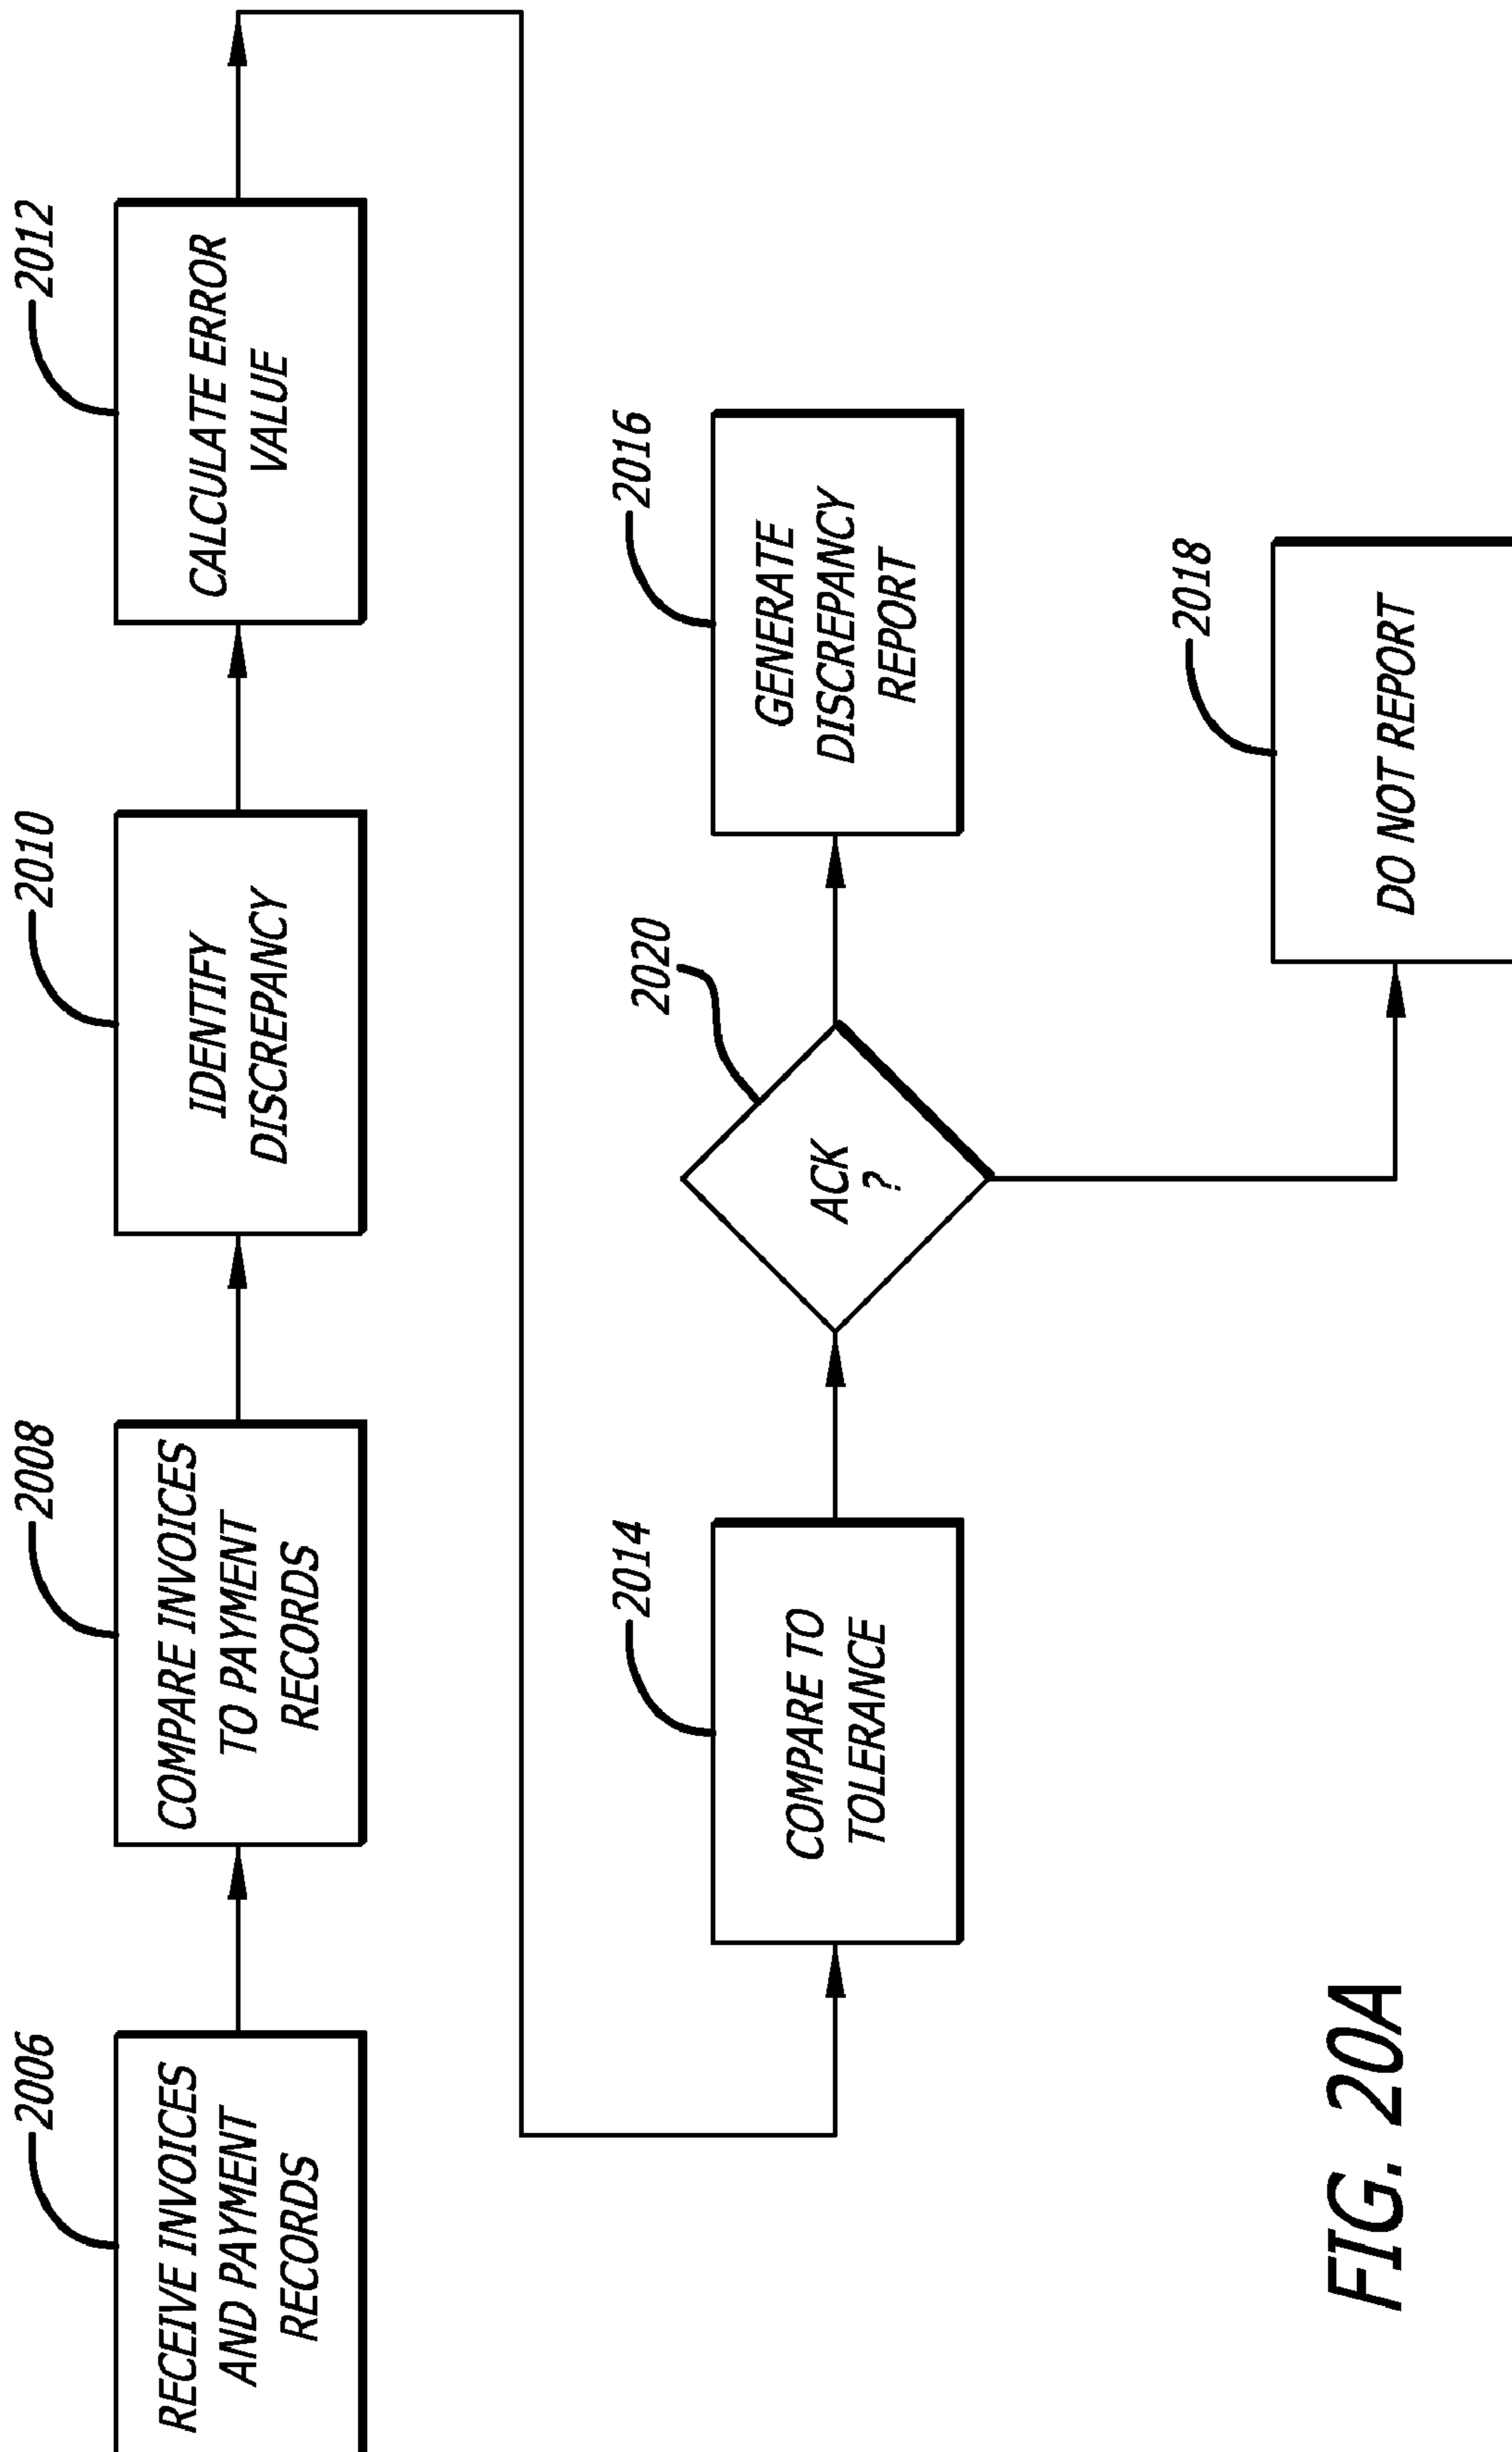 2006
RECEIVE INVOICES
AND PAYMENT
RECORDS
2008
COMPARE INVOICES
TO PAYMENT
RECORDS
2010
IDENTIFY
DISCREPANCY
2012
CALCULATE ERROR
VALUE
2014
COMPARE TO
TOLERANCE
2020
ACK
?
2016
GENERATE
DISCREPANCY
REPORT
2018
DO NOT REPORT
FIG. 20A